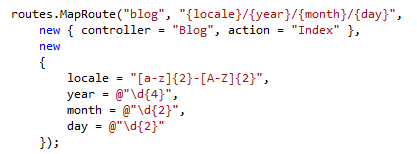 routes.MapRoute("blog", "{locale}/{year}/{month}/{day}",
    new { controller = "Blog", action = "Index" },
    new
    {
        locale = "[a-z]{2}-[A-Z]{2}",
        year = @"\d{4}",
        month = @"\d{2}",
        day = @"\d{2}"
    });